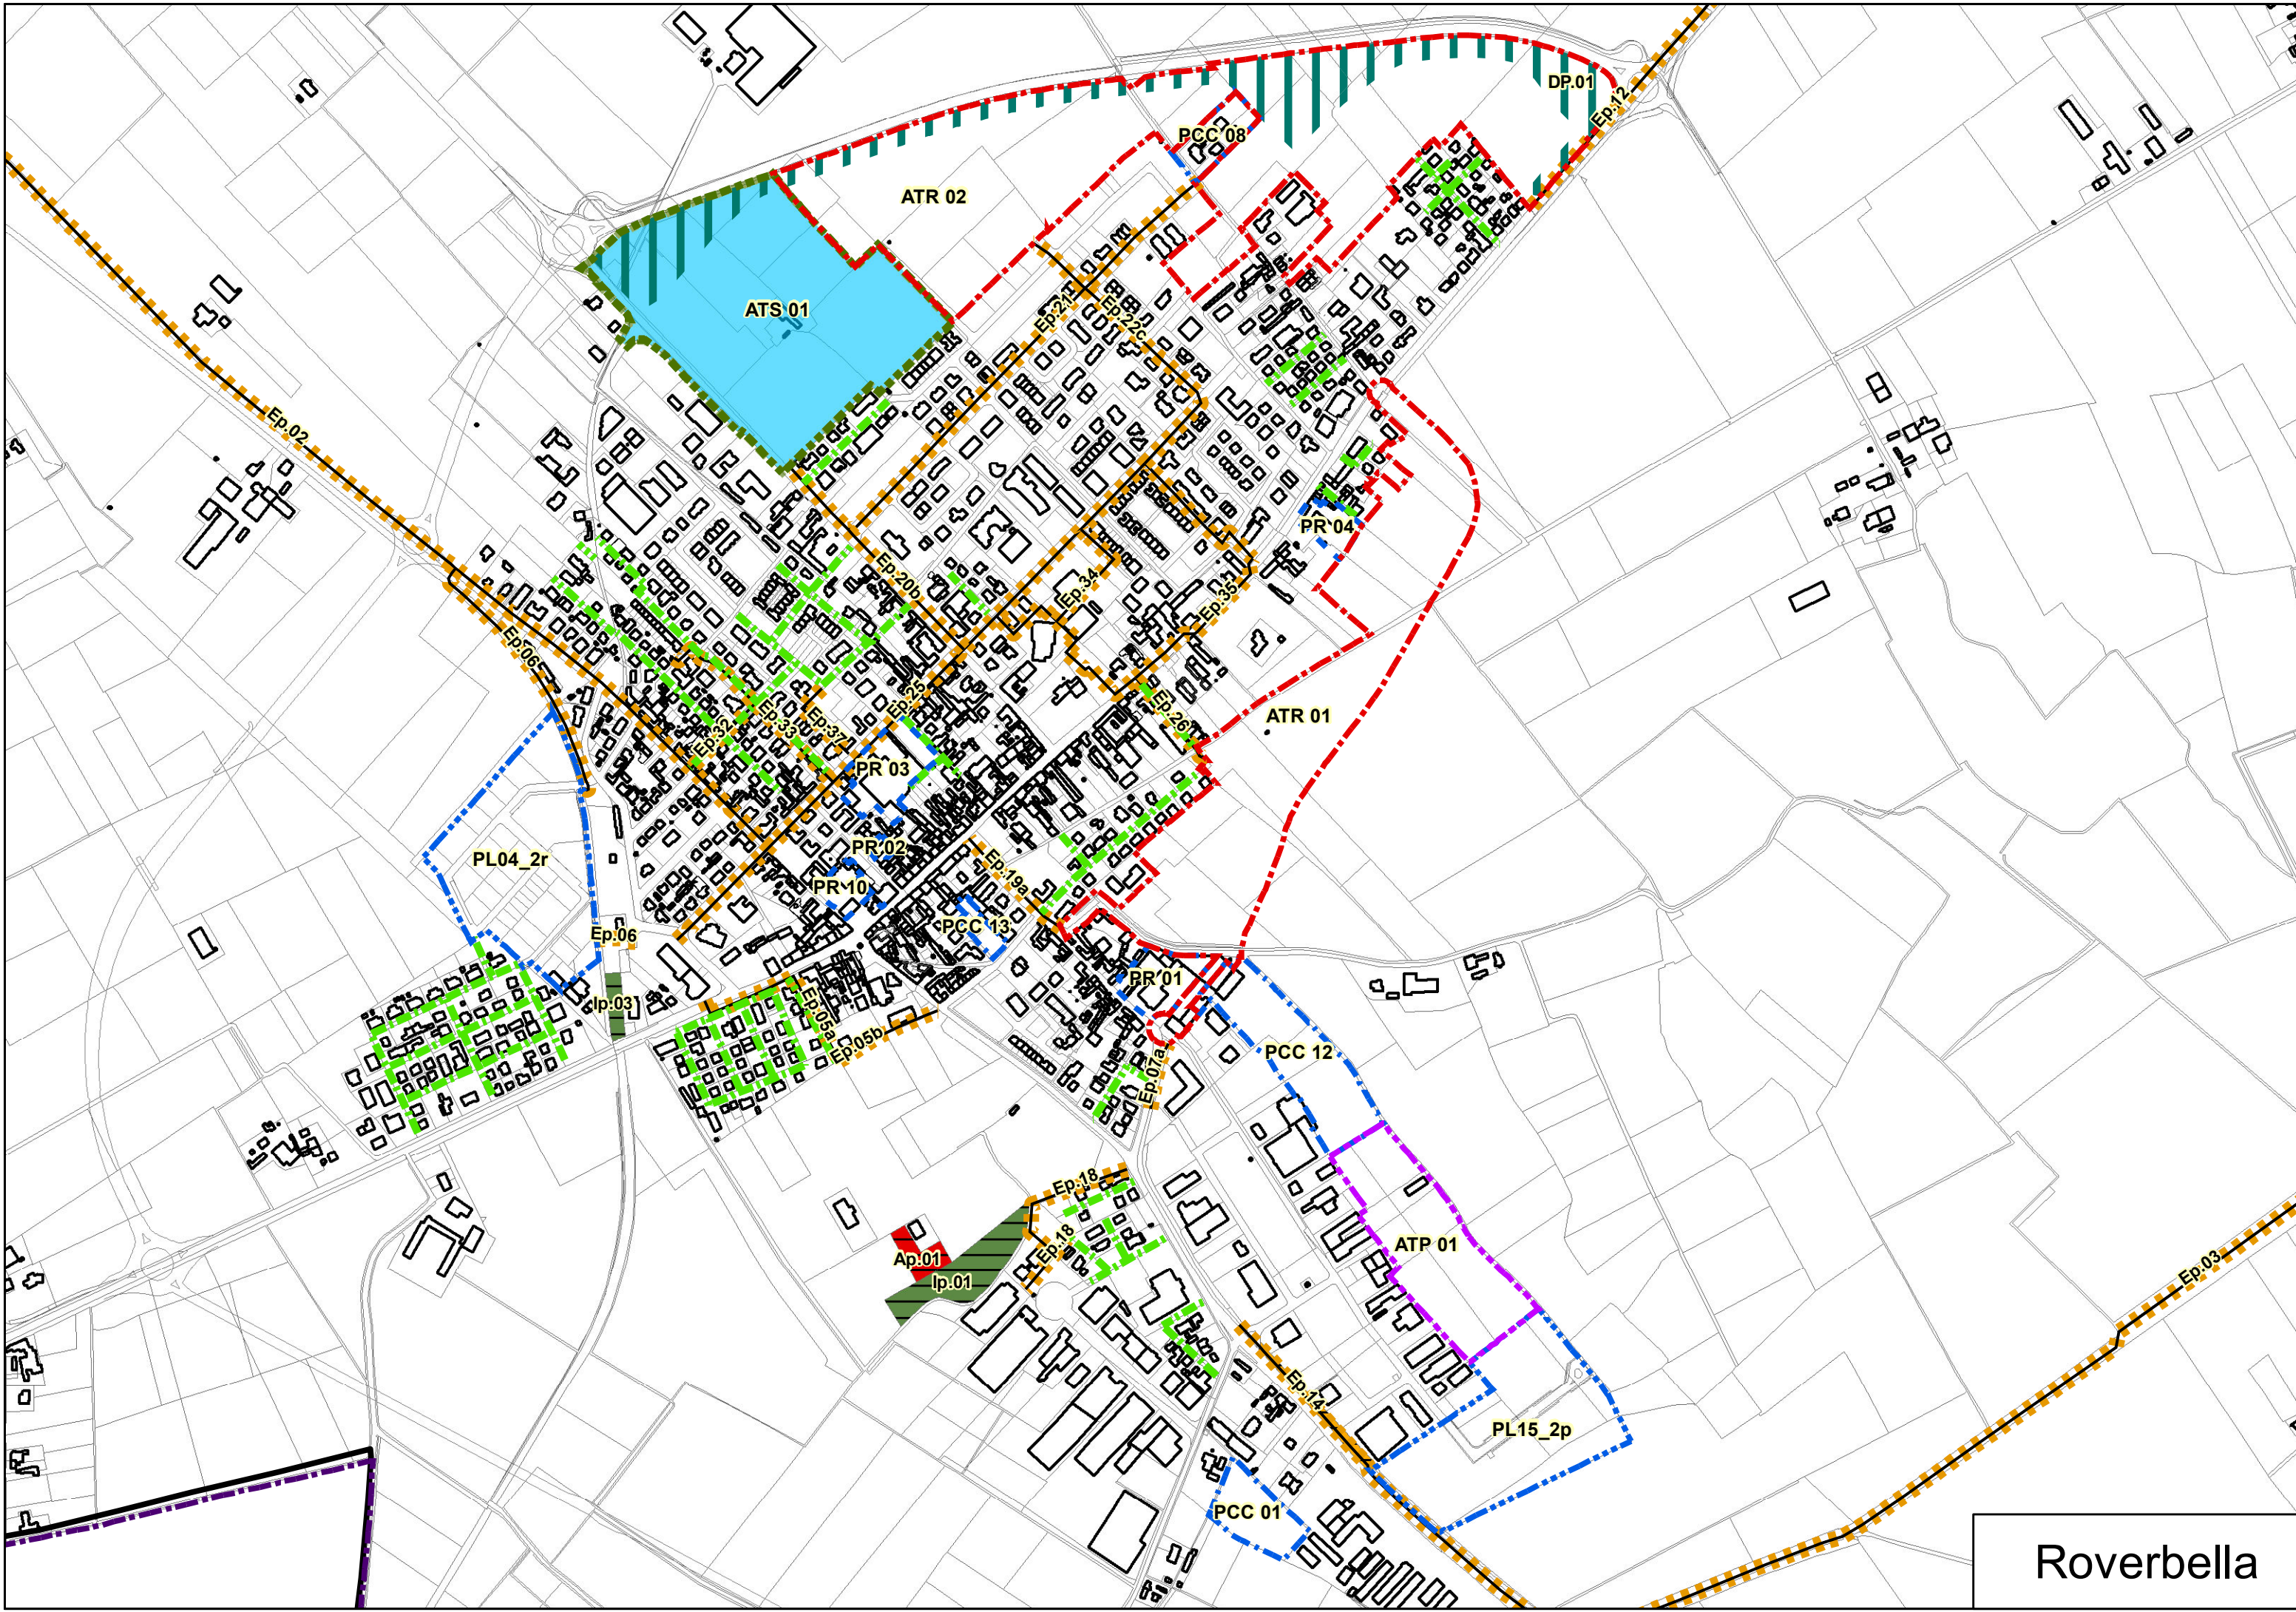 DP.01
Ep.12
PCC 08
ATR 02
ATS 01
Ep.21
Ep.22c
Ep.02
PR 04
Ep.20b
Ep.34
Ep.35
Ep.06
Ep.25
Ep.26
Ep.33
Ep.37
Ep.32
ATR 01
PR 03
PR 02
PL04_2r
Ep.19a
PR 10
PCC 13
Ep.06
PR 01
Ip.03
Ep.05a
Ep.05b
PCC 12
Ep.07a
Ep.18
Ep.18
ATP 01
Ap.01
Ip.01
Ep.03
Ep.14
PL15_2p
PCC 01
Roverbella